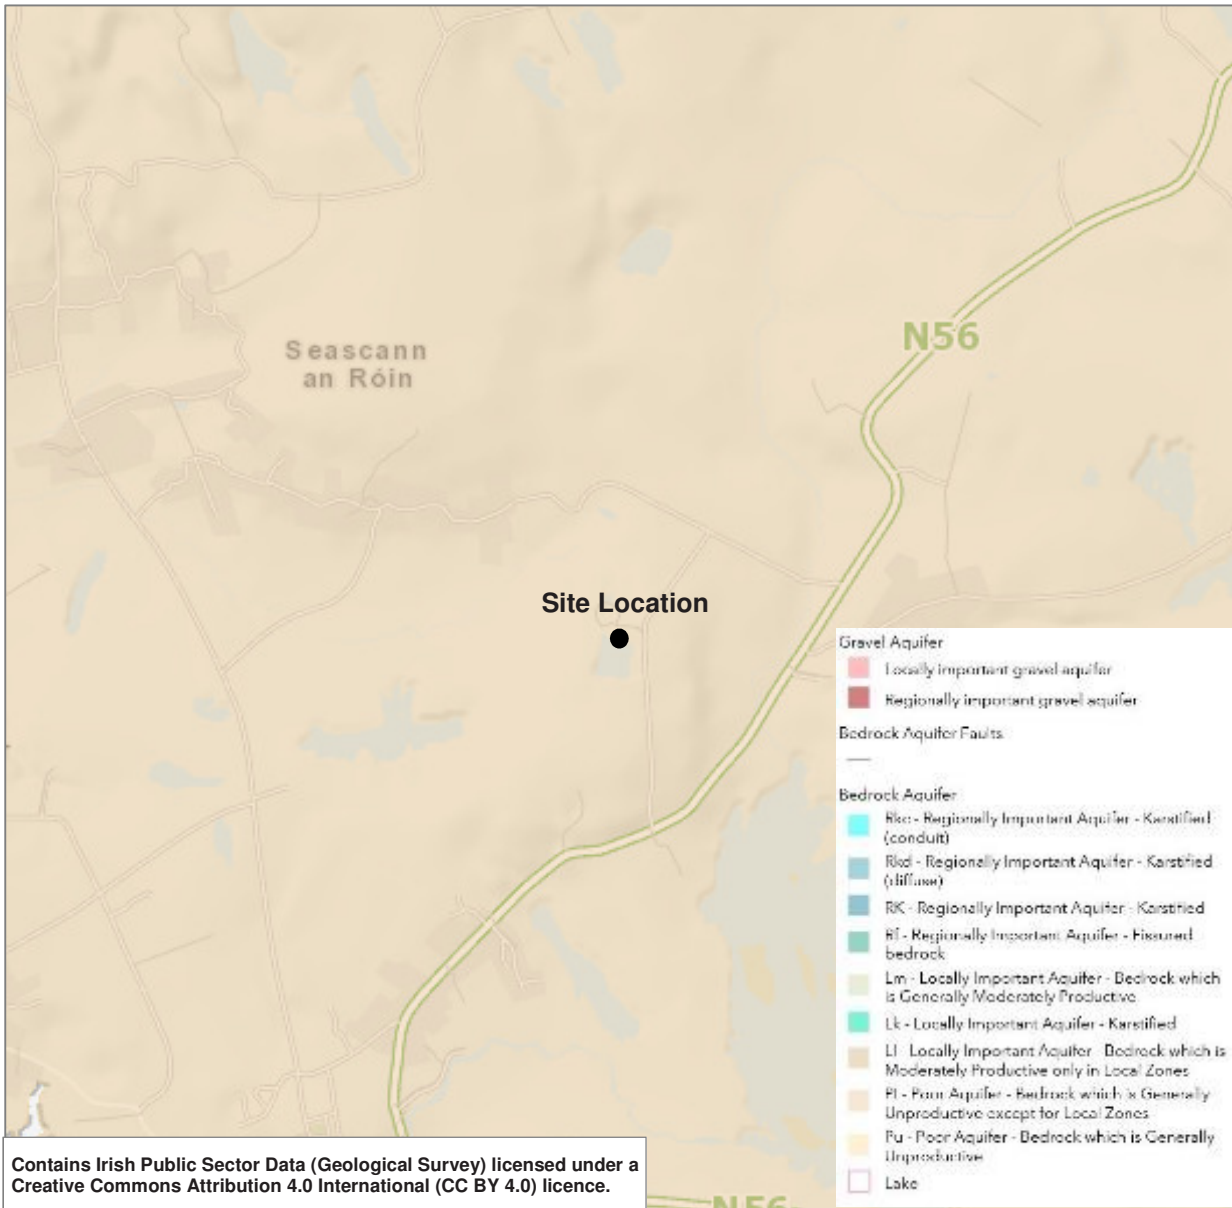 Seascann
an Róin
N56
Site Location
Gravel Aquifer
Locally important gravel aquifer
Regionally important gravel aquifer
Bedrock Aquifer Faults
Bedrock Aquifer
Rkc - Regionally Important Aquifer - Karstified
(conduit)
Rkd - Regionally Important Aquifer - Karstified
(diffuse)
RK - Regionally Important Aquifer - Karstified
Rf - Regionally Important Aquifer - Fissured
bedrock
Lm - Locally Important Aquifer - Bedrock which
is Generally Moderately Productive
Lk - Locally Important Aquifer - Karstified
Ll - Locally Important Aquifer - Bedrock which is
Moderately Productive only in Local Zones
Pl - Poor Aquifer - Bedrock which is Generally
Unproductive except for Local Zones
Pu - Poor Aquifer - Bedrock which is Generally
Unproductive
Lake
Contains Irish Public Sector Data (Geological Survey) licensed under a
Creative Commons Attribution 4.0 International (CC BY 4.0) licence.
N56